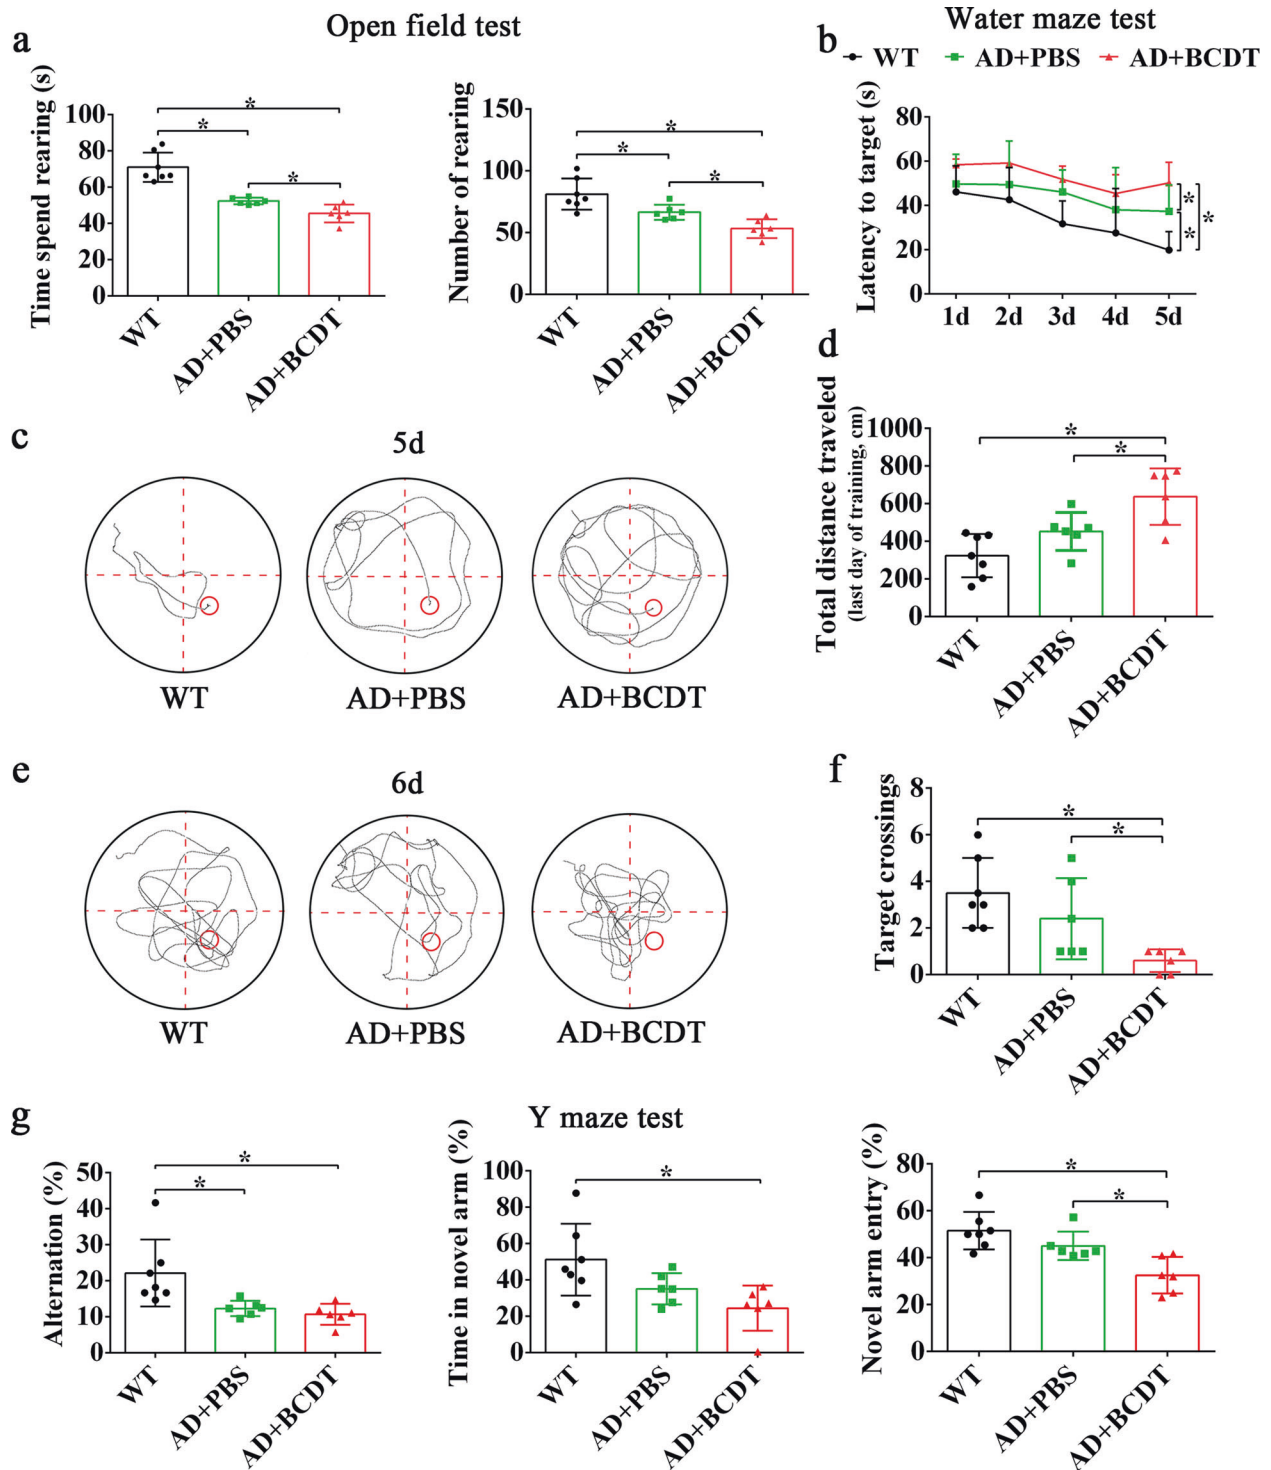 Open field test
Water maze test
a
b
WT
AD+PBS
AD+BCDT
Time spend rearing (s)
100
80
60
40
20
0
*
*
*
WT
AD+PBS
AD+BCDT
Number of rearing
150
100
50
0
*
*
*
WT
AD+PBS
AD+BCDT
Latency to target (s)
80
60
40
20
0
*
*
*
1d
2d
3d
4d
5d
c
5d
WT
AD+PBS
AD+BCDT
d
Total distance traveled
(last day of training, cm)
1000
800
600
400
200
0
*
*
WT
AD+PBS
AD+BCDT
e
6d
WT
AD+PBS
AD+BCDT
f
Target crossings
8
6
4
2
0
*
*
WT
AD+PBS
AD+BCDT
g
Y maze test
Alternation (%)
50
40
30
20
10
0
*
*
WT
AD+PBS
AD+BCDT
Time in novel arm (%)
100
80
60
40
20
0
*
WT
AD+PBS
AD+BCDT
Novel arm entry (%)
80
60
40
20
0
*
*
WT
AD+PBS
AD+BCDT